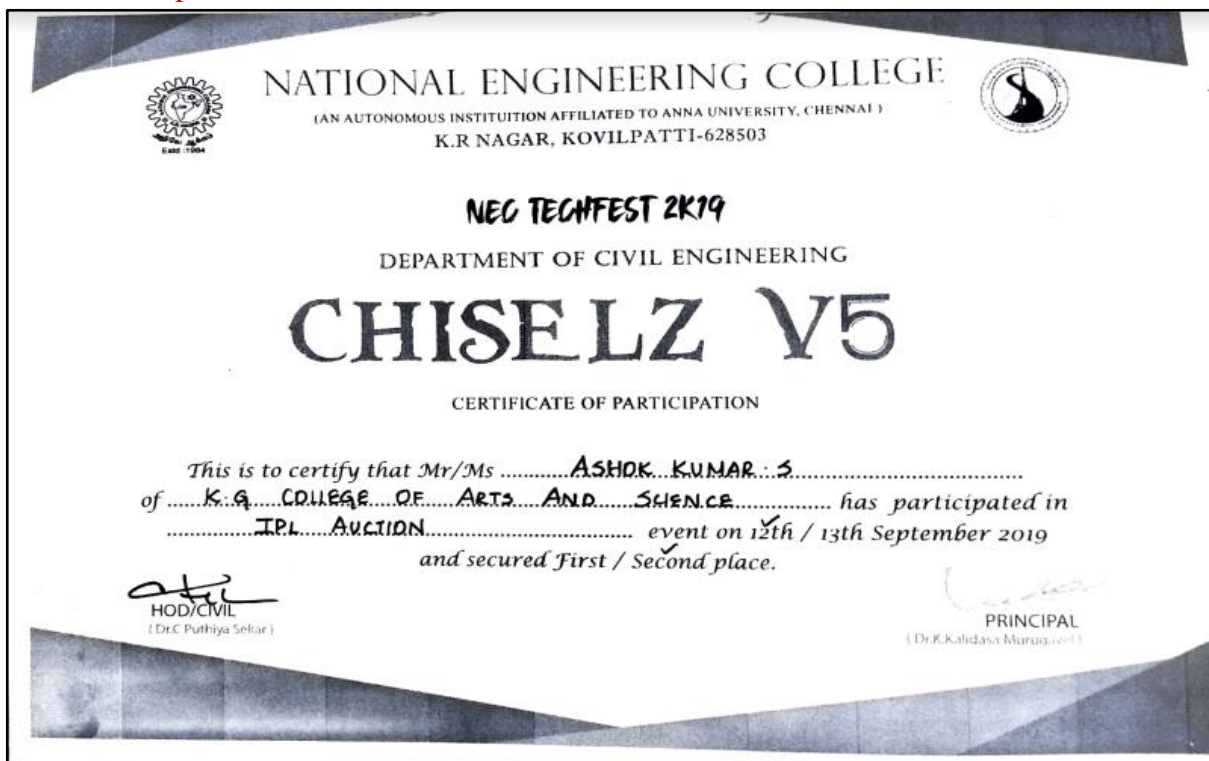 NATIONAL ENGINEERING COLLEGE
(AN AUTONOMOUS INSTITUITION AFFILIATED TO ANNA UNIVERSITY, CHENNAI )
K.R NAGAR, KOVILPATTI-628503
Estd :1984
NEC TECHFEST 2K19
DEPARTMENT OF CIVIL ENGINEERING
CHISELZ V5
CERTIFICATE OF PARTICIPATION
This is to certify that Mr/Ms ........... ASHOK KUMAR. S ...........
of ...... K.G COLLEGE OF ARTS AND SCIENCE ............... has participated in
............... IPL AUCTION ............... event on 12th / 13th September 2019
and secured First / Second place.
HOD/CIVIL
( Dr.C Puthiya Sekar )
PRINCIPAL
( Dr.K.Kalidasa Murugavel )